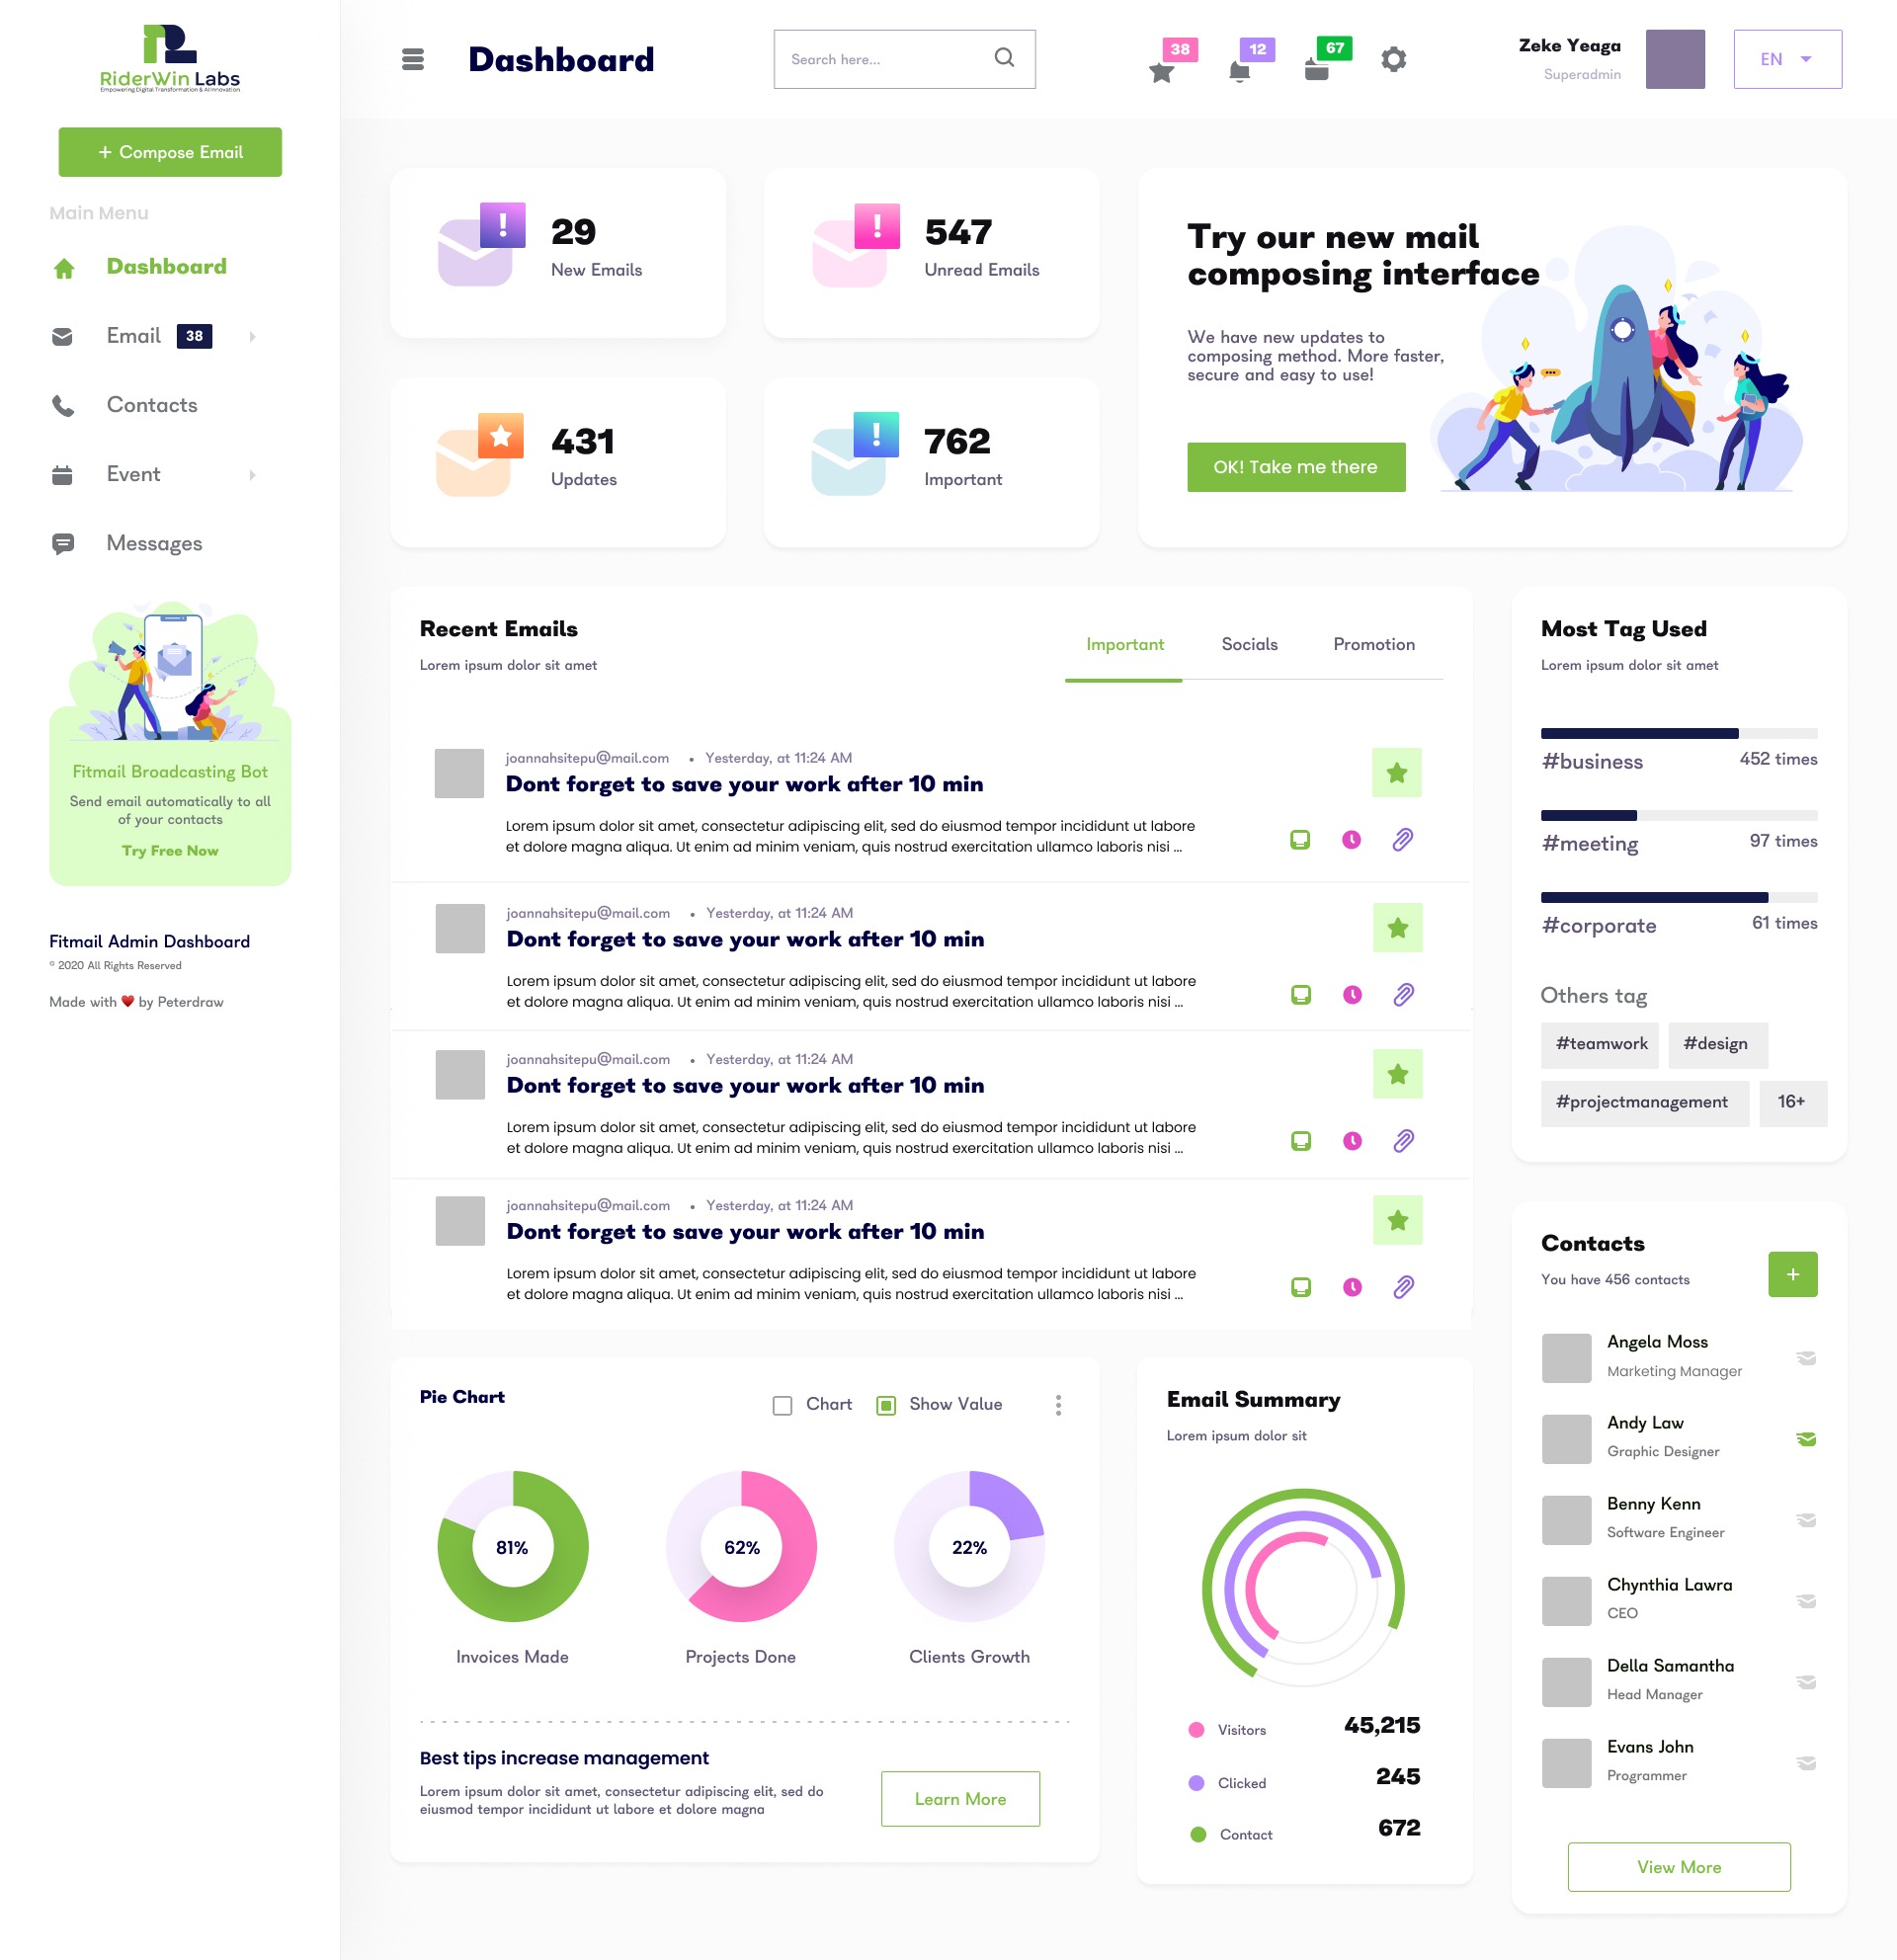 RiderWin Labs
Empowering Digital Transformation & AI Innovation
+ Compose Email
Main Menu
Dashboard
Email 38
Contacts
Event
Messages
Fitmail Broadcasting Bot
Send email automatically to all
of your contacts
Try Free Now
Fitmail Admin Dashboard
© 2020 All Rights Reserved
Made with ♥ by Peterdraw
Dashboard
Search here...
38
12
67
Zeke Yeaga
Superadmin
EN
29
New Emails
547
Unread Emails
431
Updates
762
Important
Try our new mail
composing interface
We have new updates to
composing method. More faster,
secure and easy to use!
OK! Take me there
Recent Emails
Lorem ipsum dolor sit amet
Important
Socials
Promotion
joannahsitepu@mail.com • Yesterday, at 11:24 AM
Dont forget to save your work after 10 min
Lorem ipsum dolor sit amet, consectetur adipiscing elit, sed do eiusmod tempor incididunt ut labore
et dolore magna aliqua. Ut enim ad minim veniam, quis nostrud exercitation ullamco laboris nisi ...
joannahsitepu@mail.com • Yesterday, at 11:24 AM
Dont forget to save your work after 10 min
Lorem ipsum dolor sit amet, consectetur adipiscing elit, sed do eiusmod tempor incididunt ut labore
et dolore magna aliqua. Ut enim ad minim veniam, quis nostrud exercitation ullamco laboris nisi ...
joannahsitepu@mail.com • Yesterday, at 11:24 AM
Dont forget to save your work after 10 min
Lorem ipsum dolor sit amet, consectetur adipiscing elit, sed do eiusmod tempor incididunt ut labore
et dolore magna aliqua. Ut enim ad minim veniam, quis nostrud exercitation ullamco laboris nisi ...
joannahsitepu@mail.com • Yesterday, at 11:24 AM
Dont forget to save your work after 10 min
Lorem ipsum dolor sit amet, consectetur adipiscing elit, sed do eiusmod tempor incididunt ut labore
et dolore magna aliqua. Ut enim ad minim veniam, quis nostrud exercitation ullamco laboris nisi ...
Most Tag Used
Lorem ipsum dolor sit amet
#business 452 times
#meeting 97 times
#corporate 61 times
Others tag
#teamwork
#design
#projectmanagement
16+
Contacts
You have 456 contacts
+
Angela Moss
Marketing Manager
Andy Law
Graphic Designer
Benny Kenn
Software Engineer
Chynthia Lawra
CEO
Della Samantha
Head Manager
Evans John
Programmer
View More
Pie Chart
Chart
Show Value
81%
62%
22%
Invoices Made
Projects Done
Clients Growth
Best tips increase management
Lorem ipsum dolor sit amet, consectetur adipiscing elit, sed do
eiusmod tempor incididunt ut labore et dolore magna
Learn More
Email Summary
Lorem ipsum dolor sit
Visitors 45,215
Clicked 245
Contact 672